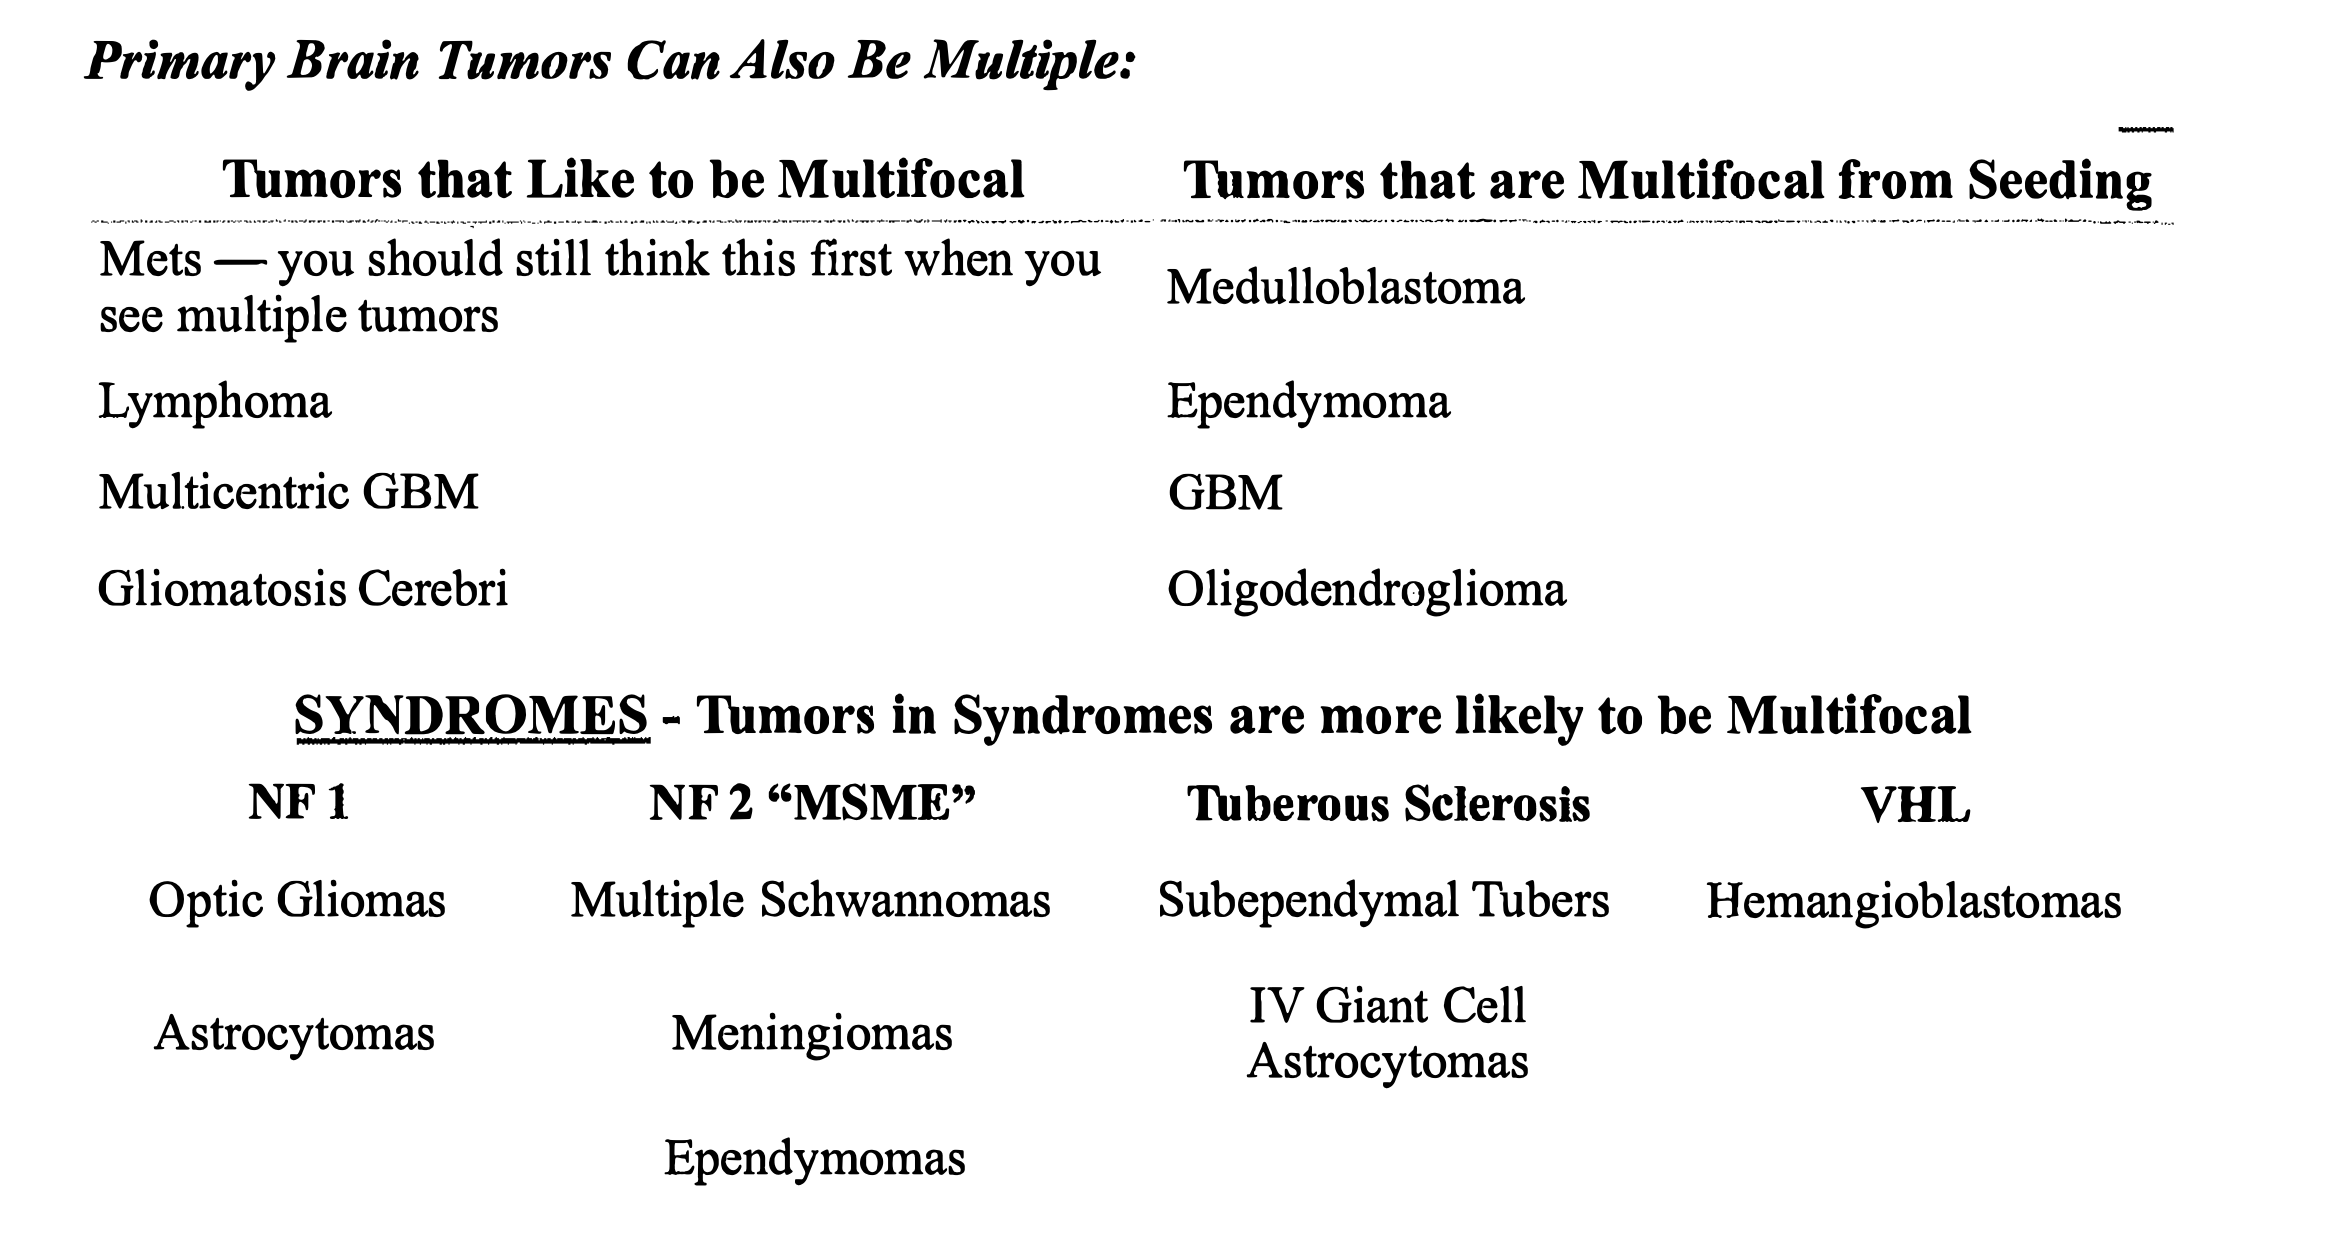 Primary Brain Tumors Can Also Be Multiple:
Tumors that Like to be Multifocal
Tumors that are Multifocal from Seeding
Mets — you should still think this first when you
see multiple tumors
Medulloblastoma
Lymphoma
Ependymoma
Multicentric GBM
GBM
Gliomatosis Cerebri
Oligodendroglioma
SYNDROMES - Tumors in Syndromes are more likely to be Multifocal
NF 1
NF 2 “MSME”
Tuberous Sclerosis
VHL
Optic Gliomas
Multiple Schwannomas
Subependymal Tubers
Hemangioblastomas
Astrocytomas
Meningiomas
IV Giant Cell
Astrocytomas
Ependymomas